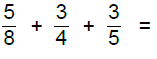 5/8 + 3/4 + 3/5 =